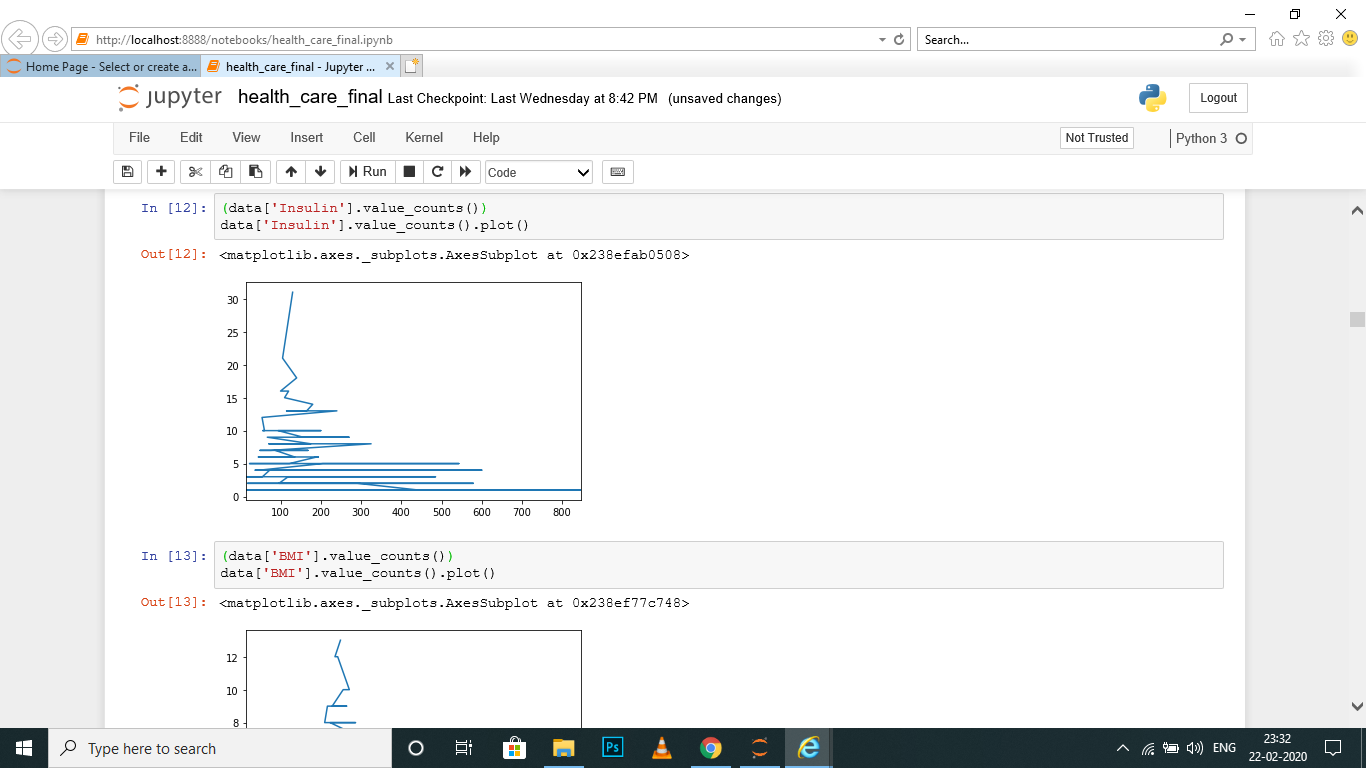 http://localhost:8888/notebooks/health_care_final.ipynb
Search...
Home Page - Select or create a...
health_care_final - Jupyter ...
jupyter health_care_final Last Checkpoint: Last Wednesday at 8:42 PM (unsaved changes)
Logout
File Edit View Insert Cell Kernel Help
Not Trusted
Python 3
Run
Code
In [12]: (data['Insulin'].value_counts())
data['Insulin'].value_counts().plot()
Out[12]: <matplotlib.axes._subplots.AxesSubplot at 0x238efab0508>
30
25
20
15
10
5
0
100 200 300 400 500 600 700 800
In [13]: (data['BMI'].value_counts())
data['BMI'].value_counts().plot()
Out[13]: <matplotlib.axes._subplots.AxesSubplot at 0x238ef77c748>
12
10
8
Type here to search
Ps
ENG
23:32
22-02-2020